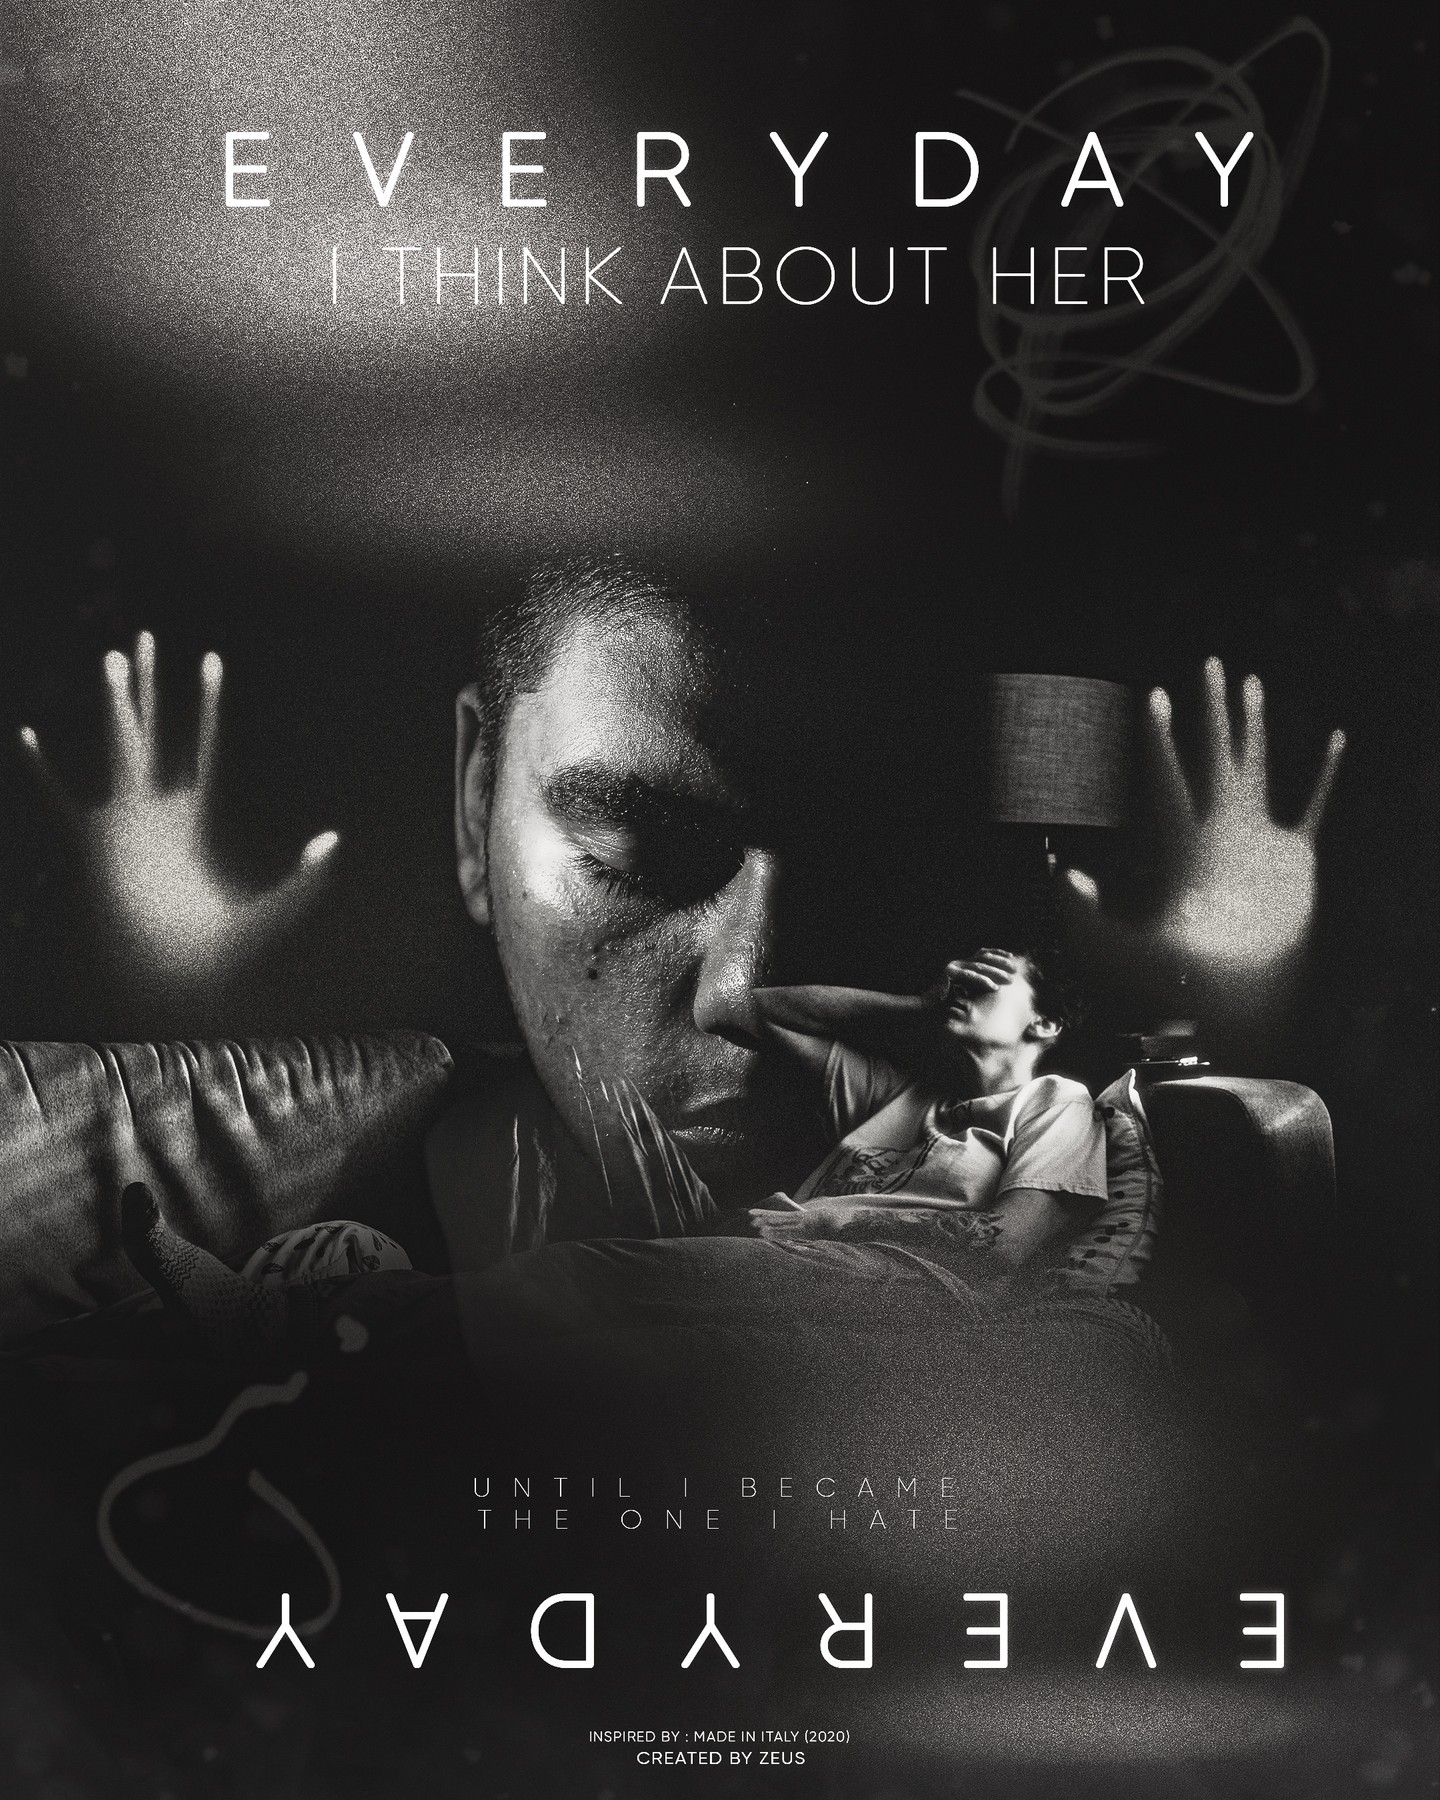 EVERYDAY
I THINK ABOUT HER
UNTIL I BECAME
THE ONE I HATE
EVERYDAY
INSPIRED BY : MADE IN ITALY (2020)
CREATED BY ZEUS